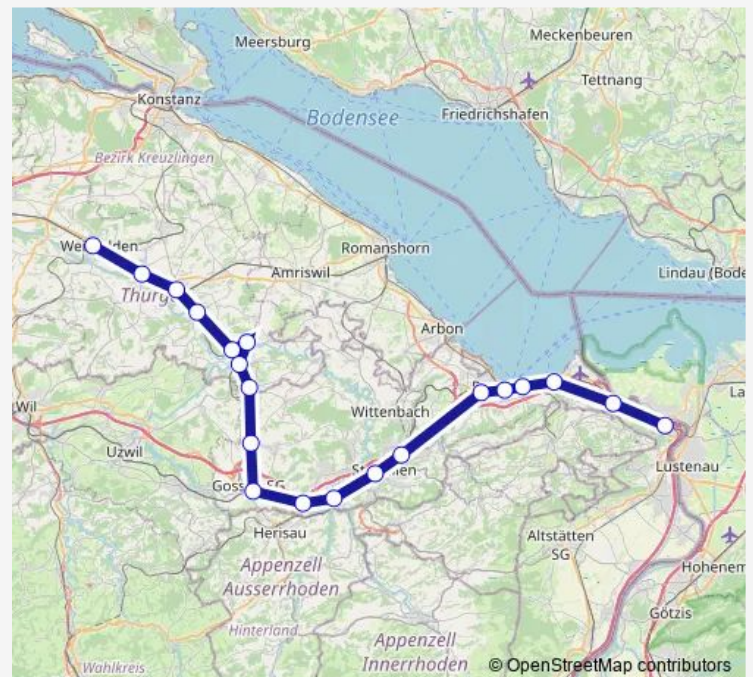 Meersburg
Meckenbeuren
Tettnang
Konstanz
Bodensee
Friedrichshafen
Bezirk Kreuzlingen
Romanshorn
Amriswil
Lindau (Bode
Arbon
Wil
Wittenbach
Uzwil
Lustenau
Herisau
Altstätten
SG
Hohenem
Appenzell
Ausserrhoden
Götzis
Hinterland
Appenzell
Innerrhoden
Wahlkreis
© OpenStreetMap contributors